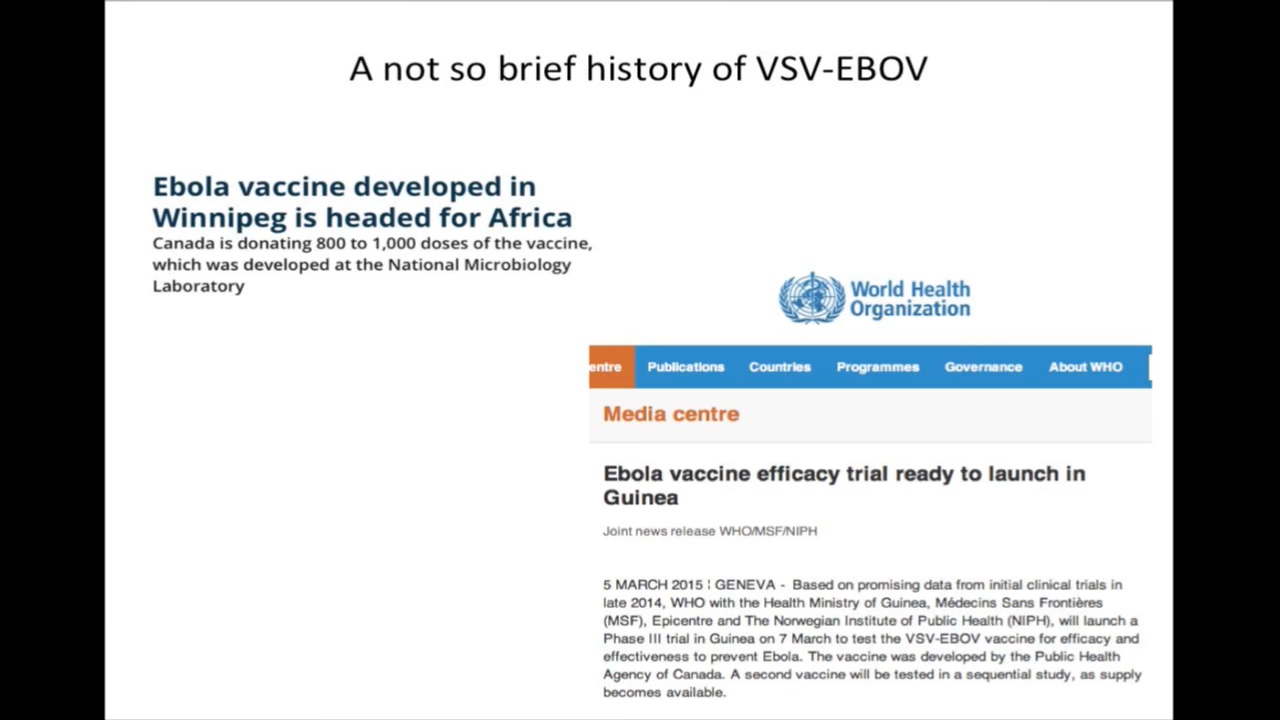 A not so brief history of VSV-EBOV
Ebola vaccine developed in
Winnipeg is headed for Africa
Canada is donating 800 to 1,000 doses of the vaccine,
which was developed at the National Microbiology
Laboratory
World Health
Organization
entre Publications Countries Programmes Governance About WHO
Media centre
Ebola vaccine efficacy trial ready to launch in
Guinea
Joint news release WHO/MSF/NIPH
5 MARCH 2015 ¦ GENEVA - Based on promising data from initial clinical trials in
late 2014, WHO with the Health Ministry of Guinea, Médecins Sans Frontières
(MSF), Epicentre and The Norwegian Institute of Public Health (NIPH), will launch a
Phase III trial in Guinea on 7 March to test the VSV-EBOV vaccine for efficacy and
effectiveness to prevent Ebola. The vaccine was developed by the Public Health
Agency of Canada. A second vaccine will be tested in a sequential study, as supply
becomes available.